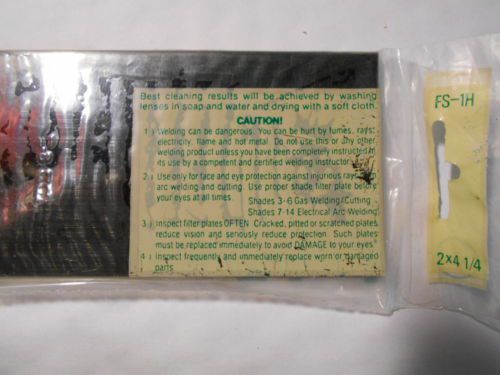 Best cleaning results will be achieved by washing
lenses in soap and water and drying with a soft cloth.
CAUTION!
1.) Welding can be dangerous. You can be hurt by fumes, rays,
electricity, flame and hot metal. Do not use this or any other
welding product unless you have been completely instructed in
its use by a competent and certified welding instructor.
2.) Use only for face and eye protection against injurious rays
arc welding and cutting. Use proper shade filter plate before
your eyes at all times.
Shades 3-6 Gas Welding/Cutting
Shades 7-14 Electrical Arc Welding
3.) Inspect filter plates OFTEN. Cracked, pitted or scratched plates
reduce vision and seriously reduce protection. Such plates
must be replaced immediately to avoid DAMAGE to your eyes
4.) Inspect frequently and immediately replace worn or damaged
parts
FS-1H
2x4 1/4